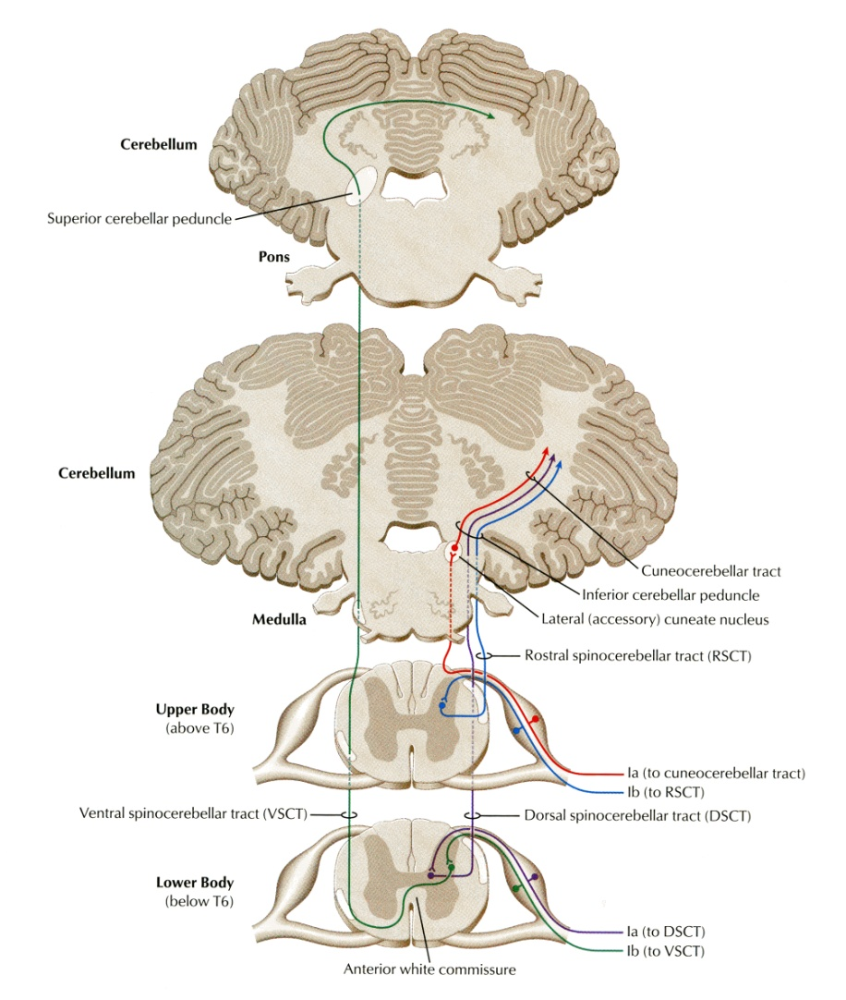 Cerebellum
Superior cerebellar peduncle
Pons
Cerebellum
Cuneocerebellar tract
Inferior cerebellar peduncle
Lateral (accessory) cuneate nucleus
Medulla
Rostral spinocerebellar tract (RSCT)
Upper Body
(above T6)
Ia (to cuneocerebellar tract)
Ib (to RSCT)
Ventral spinocerebellar tract (VSCT)
Dorsal spinocerebellar tract (DSCT)
Lower Body
(below T6)
Ia (to DSCT)
Ib (to VSCT)
Anterior white commissure